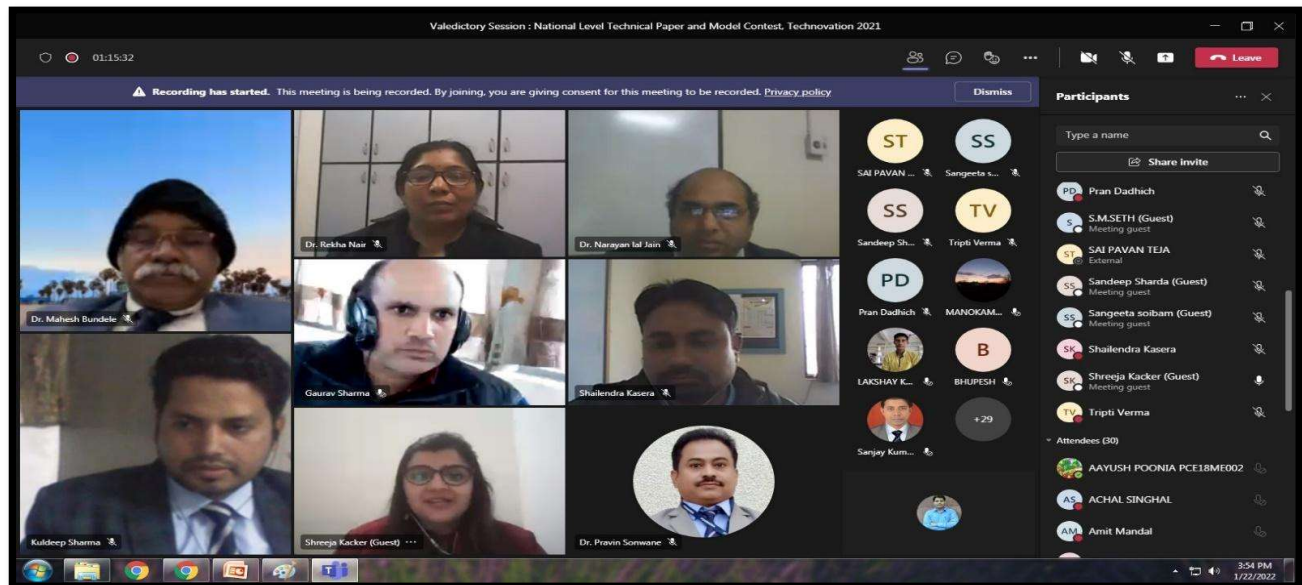 Valedictory Session : National Level Technical Paper and Model Contest, Technovation 2021
01:15:32
Leave
Recording has started. This meeting is being recorded. By joining, you are giving consent for this meeting to be recorded. Privacy policy
Dismiss
Dr. Mahesh Bundele
Dr. Rekha Nair
Dr. Narayan lal Jain
Gaurav Sharma
Shailendra Kasera
Kuldeep Sharma
Shreeja Kacker (Guest) ...
Dr. Pravin Sonwane
ST
SAI PAVAN ...
SS
Sangeeta s...
SS
Sandeep Sh...
TV
Tripti Verma
PD
Pran Dadhich
MANOKAM...
LAKSHAY K...
B
BHUPESH
Sanjay Kum...
+29
Participants
Type a name
Share invite
PD Pran Dadhich
S S.M.SETH (Guest)
Meeting guest
ST SAI PAVAN TEJA
External
SS Sandeep Sharda (Guest)
Meeting guest
SS Sangeeta soibam (Guest)
Meeting guest
SK Shailendra Kasera
SK Shreeja Kacker (Guest)
Meeting guest
TV Tripti Verma
Attendees (30)
AAYUSH POONIA PCE18ME002
AS ACHAL SINGHAL
AM Amit Mandal
3:54 PM
1/22/2022